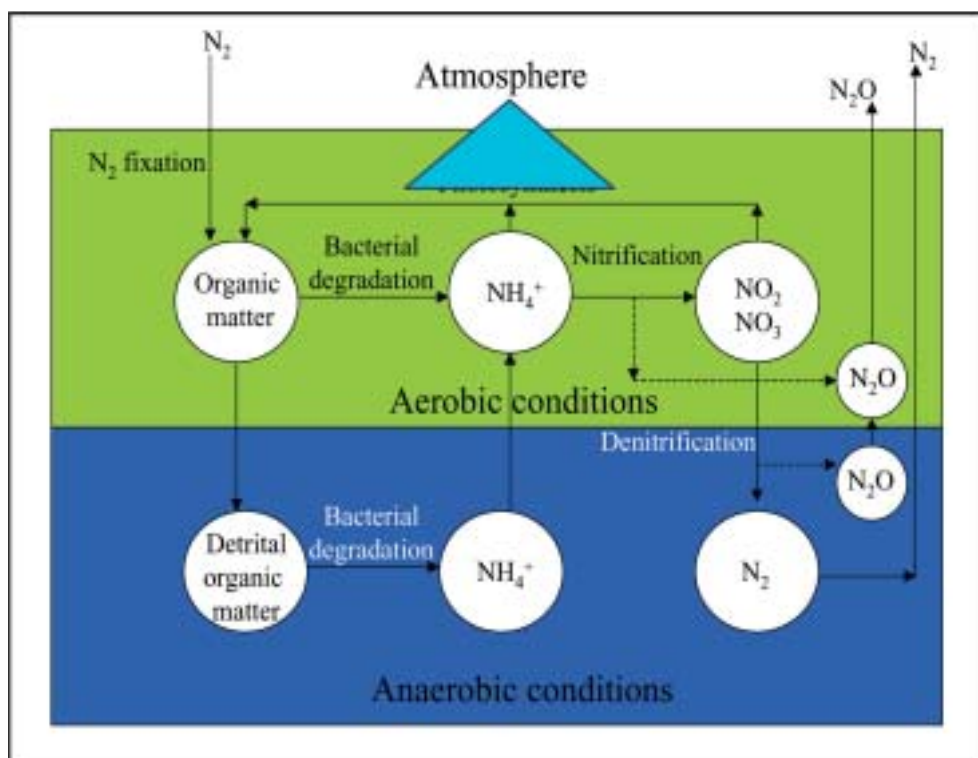 N₂
N₂
Atmosphere
N₂O
N₂ fixation
Bacterial
degradation
Nitrification
Organic
matter
NH₄⁺
NO₂
NO₃
N₂O
Aerobic conditions
Denitrification
N₂O
Bacterial
degradation
Detrital
organic
matter
NH₄⁺
N₂
Anaerobic conditions